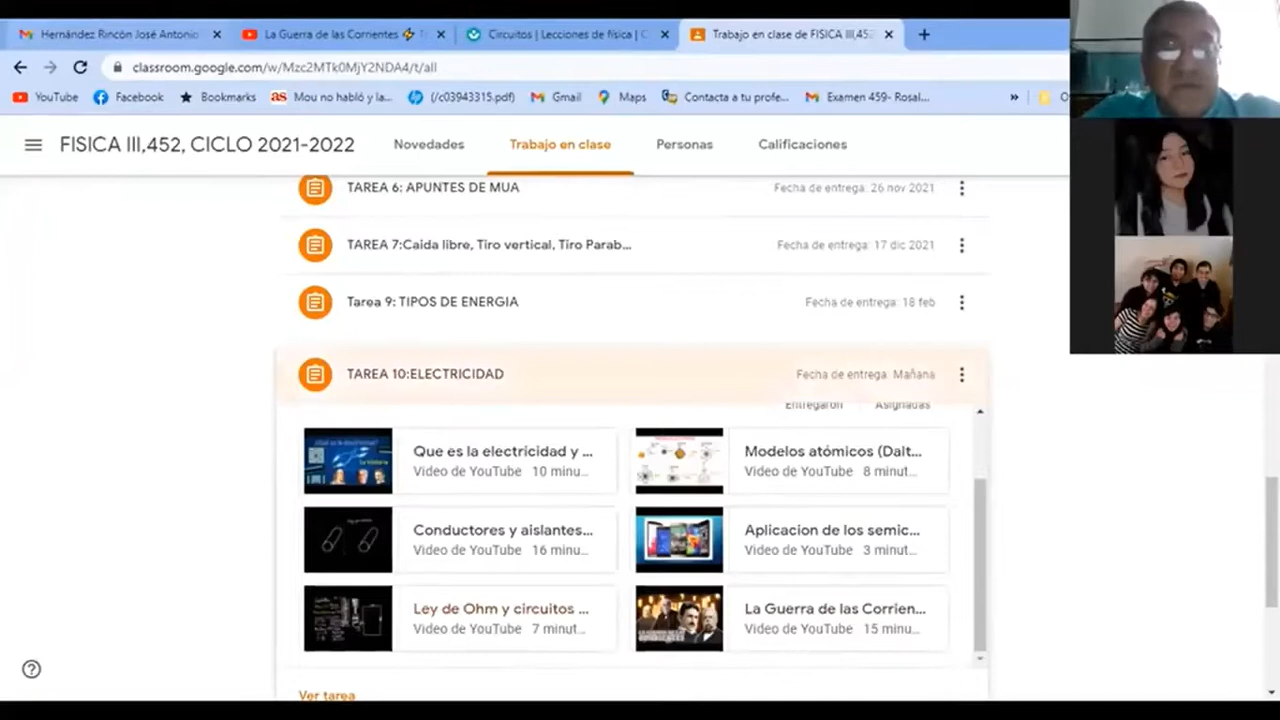 Hernández Rincón José Antonio
La Guerra de las Corrientes ⚡
Circuitos | Lecciones de física |
Trabajo en clase de FISICA III,452
classroom.google.com/w/Mzc2MTk0MjY2NDA4/t/all
YouTube
Facebook
Bookmarks
as Mou no habló y la...
(/c03943315.pdf)
Gmail
Maps
Contacta a tu profe...
Examen 459- Rosal...
»
FISICA III,452, CICLO 2021-2022
Novedades
Trabajo en clase
Personas
Calificaciones
TAREA 6: APUNTES DE MUA
Fecha de entrega: 26 nov 2021
TAREA 7:Caida libre, Tiro vertical, Tiro Parab...
Fecha de entrega: 17 dic 2021
Tarea 9: TIPOS DE ENERGIA
Fecha de entrega: 18 feb
TAREA 10:ELECTRICIDAD
Fecha de entrega: Mañana
Entregaron
Asignadas
Que es la electricidad y ...
Video de YouTube 10 minu...
Modelos atómicos (Dalt...
Video de YouTube 8 minut...
Conductores y aislantes...
Video de YouTube 16 minu...
Aplicacion de los semic...
Video de YouTube 3 minut...
Ley de Ohm y circuitos ...
Video de YouTube 7 minut...
La Guerra de las Corrien...
Video de YouTube 15 minu...
Ver tarea